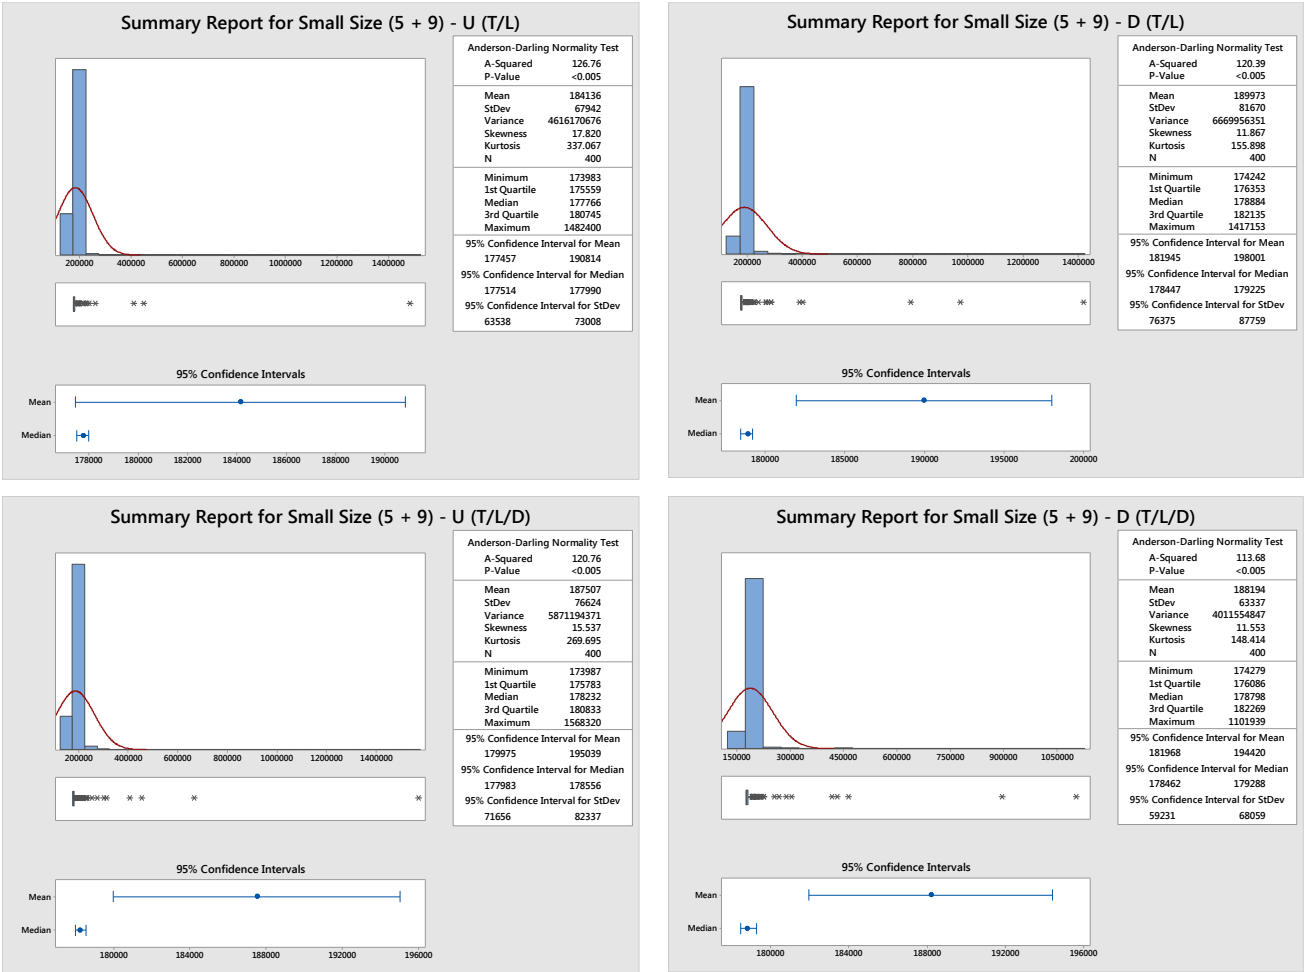 Summary Report for Small Size (5 + 9) - U (T/L)
Anderson-Darling Normality Test
A-Squared 126.76
P-Value <0.005
Mean 184136
StDev 67942
Variance 4616170676
Skewness 17.820
Kurtosis 337.067
N 400
Minimum 173983
1st Quartile 175559
Median 177766
3rd Quartile 180745
Maximum 1482400
95% Confidence Interval for Mean
177457 190814
95% Confidence Interval for Median
177514 177990
95% Confidence Interval for StDev
63538 73008
200000 400000 600000 800000 1000000 1200000 1400000
95% Confidence Intervals
Mean
Median
178000 180000 182000 184000 186000 188000 190000
Summary Report for Small Size (5 + 9) - D (T/L)
Anderson-Darling Normality Test
A-Squared 120.39
P-Value <0.005
Mean 189973
StDev 81670
Variance 6669956351
Skewness 11.867
Kurtosis 155.898
N 400
Minimum 174242
1st Quartile 176353
Median 178884
3rd Quartile 182135
Maximum 1417153
95% Confidence Interval for Mean
181945 198001
95% Confidence Interval for Median
178447 179225
95% Confidence Interval for StDev
76375 87759
200000 400000 600000 800000 1000000 1200000 1400000
95% Confidence Intervals
Mean
Median
180000 185000 190000 195000 200000
Summary Report for Small Size (5 + 9) - U (T/L/D)
Anderson-Darling Normality Test
A-Squared 120.76
P-Value <0.005
Mean 187507
StDev 76624
Variance 5871194371
Skewness 15.537
Kurtosis 269.695
N 400
Minimum 173987
1st Quartile 175783
Median 178232
3rd Quartile 180833
Maximum 1568320
95% Confidence Interval for Mean
179975 195039
95% Confidence Interval for Median
177983 178556
95% Confidence Interval for StDev
71656 82337
200000 400000 600000 800000 1000000 1200000 1400000
95% Confidence Intervals
Mean
Median
180000 184000 188000 192000 196000
Summary Report for Small Size (5 + 9) - D (T/L/D)
Anderson-Darling Normality Test
A-Squared 113.68
P-Value <0.005
Mean 188194
StDev 63337
Variance 4011554847
Skewness 11.553
Kurtosis 148.414
N 400
Minimum 174279
1st Quartile 176086
Median 178798
3rd Quartile 182269
Maximum 1101939
95% Confidence Interval for Mean
181968 194420
95% Confidence Interval for Median
178462 179288
95% Confidence Interval for StDev
59231 68059
150000 300000 450000 600000 750000 900000 1050000
95% Confidence Intervals
Mean
Median
180000 184000 188000 192000 196000